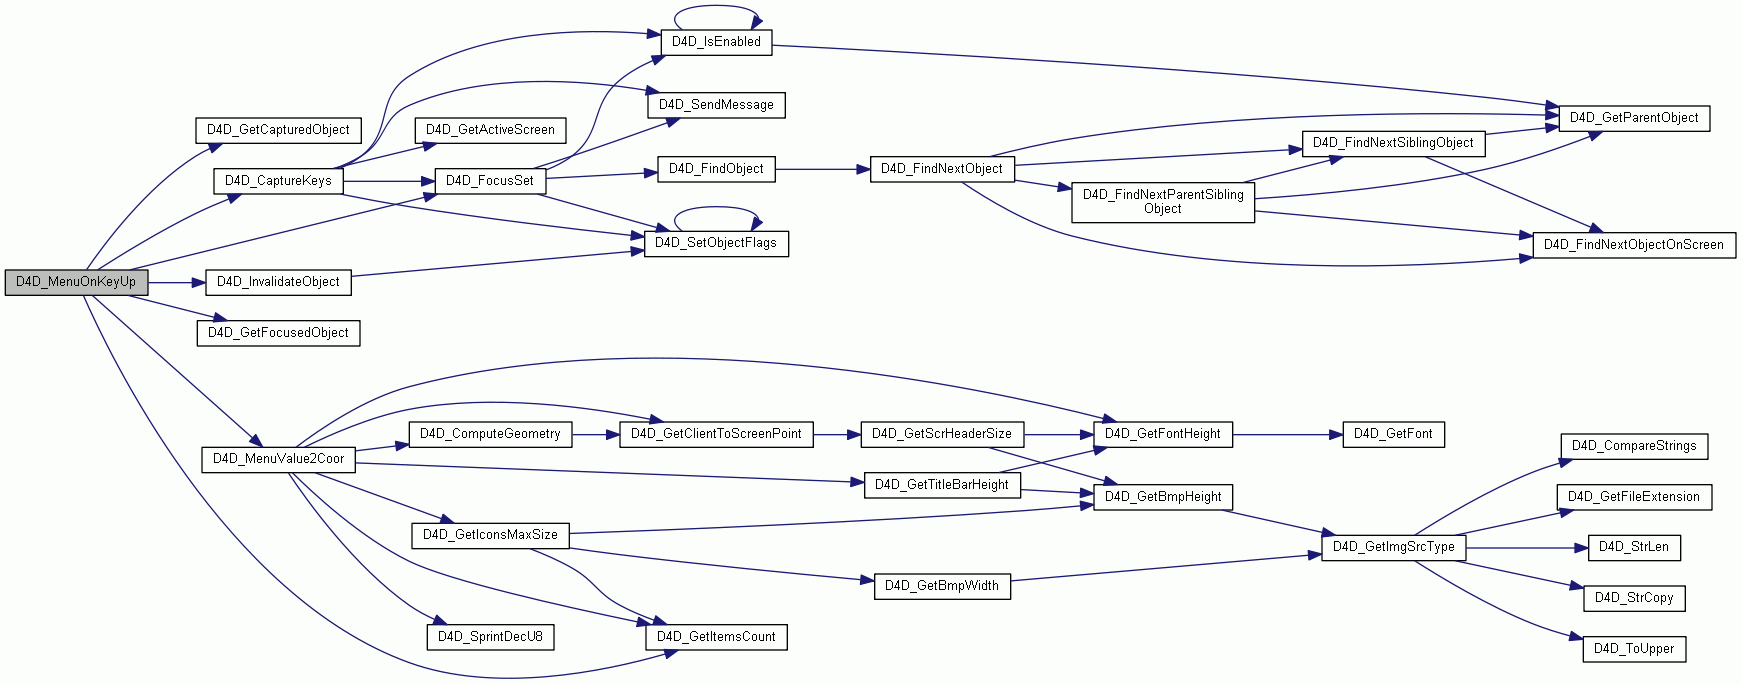 D4D_IsEnabled
D4D_SendMessage
D4D_GetParentObject
D4D_GetCapturedObject
D4D_GetActiveScreen
D4D_FindNextSiblingObject
D4D_CaptureKeys
D4D_FocusSet
D4D_FindObject
D4D_FindNextObject
D4D_FindNextParentSibling
Object
D4D_SetObjectFlags
D4D_FindNextObjectOnScreen
D4D_MenuOnKeyUp
D4D_InvalidateObject
D4D_GetFocusedObject
D4D_MenuValue2Coor
D4D_ComputeGeometry
D4D_GetClientToScreenPoint
D4D_GetScrHeaderSize
D4D_GetFontHeight
D4D_GetFont
D4D_CompareStrings
D4D_GetTitleBarHeight
D4D_GetBmpHeight
D4D_GetFileExtension
D4D_GetIconsMaxSize
D4D_GetImgSrcType
D4D_StrLen
D4D_GetBmpWidth
D4D_StrCopy
D4D_SprintDecU8
D4D_GetItemsCount
D4D_ToUpper